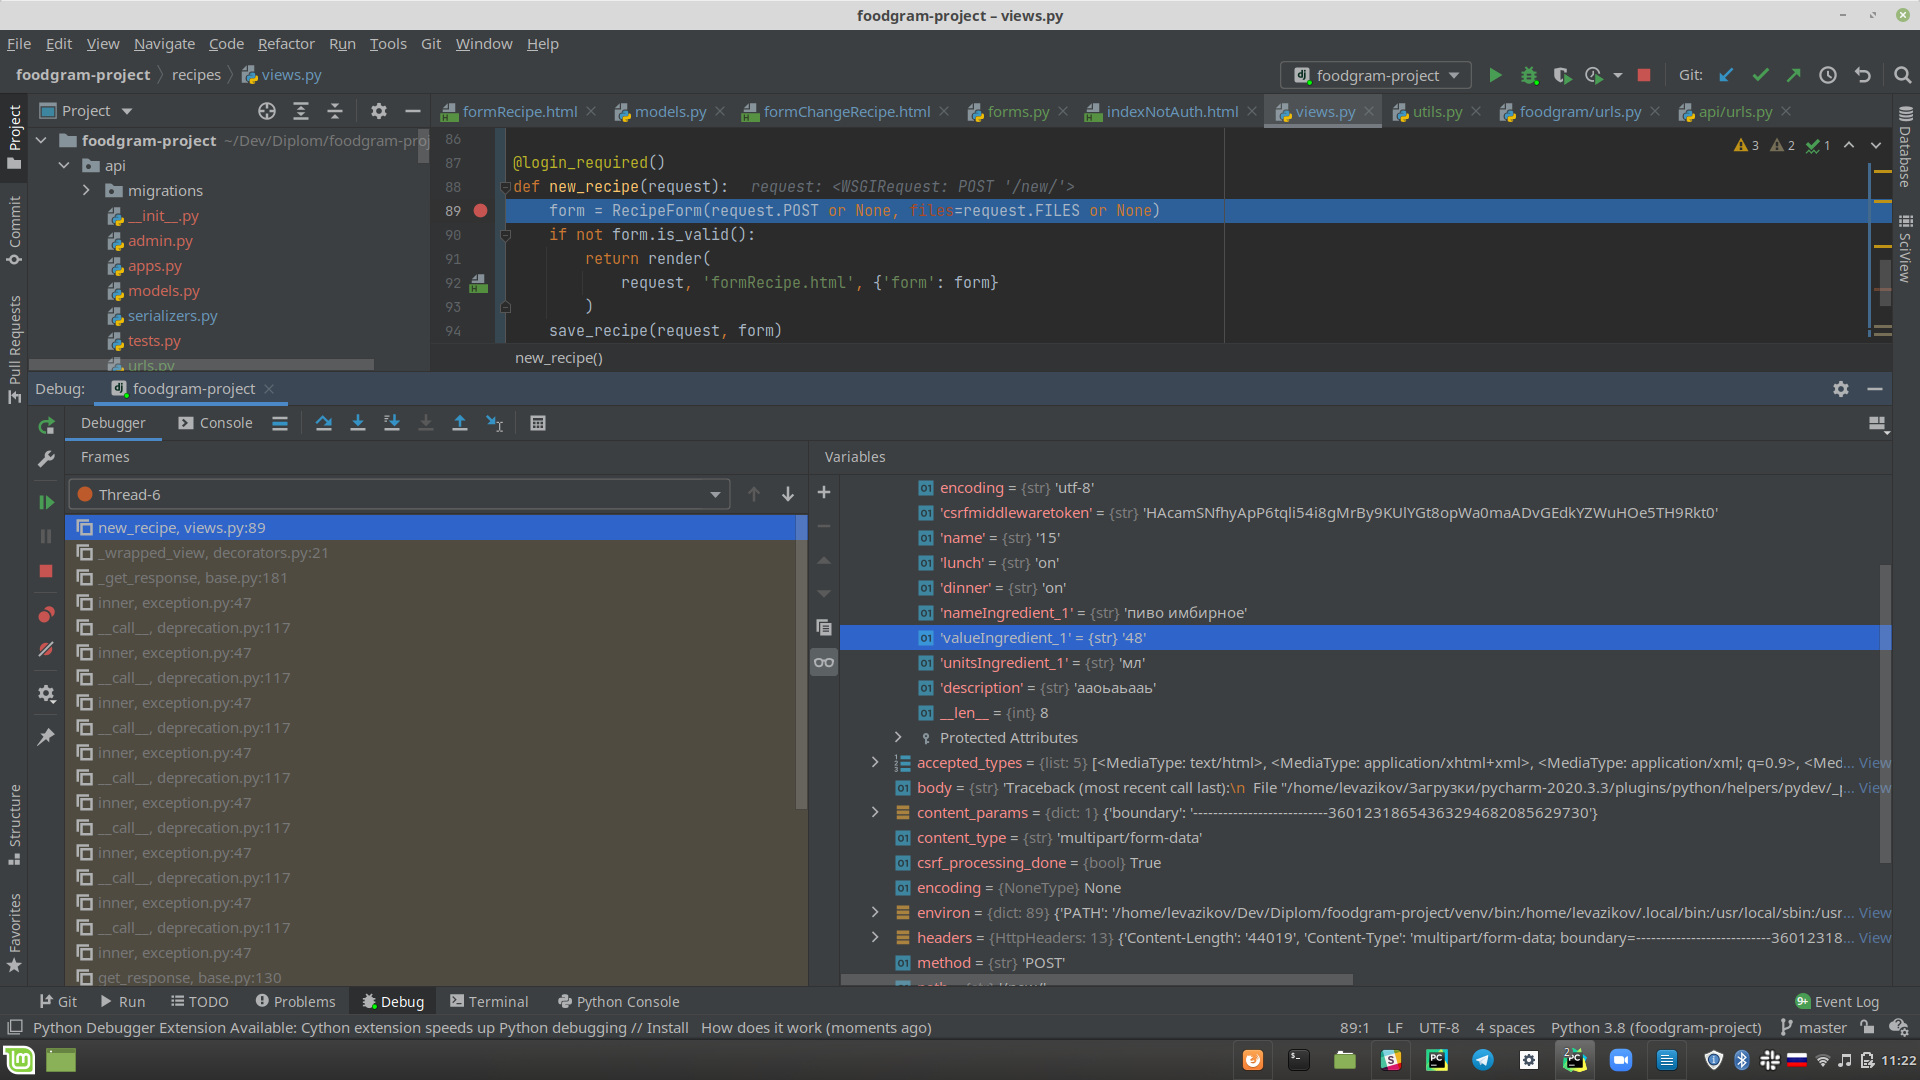 foodgram-project – views.py
File Edit View Navigate Code Refactor Run Tools Git Window Help
foodgram-project recipes views.py
foodgram-project
Git:
Project
formRecipe.html models.py formChangeRecipe.html forms.py indexNotAuth.html views.py utils.py foodgram/urls.py api/urls.py
foodgram-project ~/Dev/Diplom/foodgram-proj
api
migrations
__init__.py
admin.py
apps.py
models.py
serializers.py
tests.py
urls.py
86
87 @login_required()
88 def new_recipe(request): request: <WSGIRequest: POST '/new/'>
89 form = RecipeForm(request.POST or None, files=request.FILES or None)
90 if not form.is_valid():
91 return render(
92 request, 'formRecipe.html', {'form': form}
93 )
94 save_recipe(request, form)
3 2 1
new_recipe()
Project
Commit
Pull Requests
Structure
Favorites
Database
SciView
Debug: foodgram-project
Debugger Console
Frames
Thread-6
new_recipe, views.py:89
_wrapped_view, decorators.py:21
_get_response, base.py:181
inner, exception.py:47
__call__, deprecation.py:117
inner, exception.py:47
__call__, deprecation.py:117
inner, exception.py:47
__call__, deprecation.py:117
inner, exception.py:47
__call__, deprecation.py:117
inner, exception.py:47
__call__, deprecation.py:117
inner, exception.py:47
__call__, deprecation.py:117
inner, exception.py:47
__call__, deprecation.py:117
inner, exception.py:47
get_response, base.py:130
Variables
encoding = {str} 'utf-8'
'csrfmiddlewaretoken' = {str} 'HAcamSNfhyApP6tqli54i8gMrBy9KUlYGt8opWa0maADvGEdkYZWuHOe5TH9Rkt0'
'name' = {str} '15'
'lunch' = {str} 'on'
'dinner' = {str} 'on'
'nameIngredient_1' = {str} 'пиво имбирное'
'valueIngredient_1' = {str} '48'
'unitsIngredient_1' = {str} 'мл'
'description' = {str} 'ааоьаьааь'
__len__ = {int} 8
Protected Attributes
accepted_types = {list: 5} [<MediaType: text/html>, <MediaType: application/xhtml+xml>, <MediaType: application/xml; q=0.9>, <Med... View
body = {str} 'Traceback (most recent call last):\n File "/home/levazikov/Загрузки/pycharm-2020.3.3/plugins/python/helpers/pydev/_p... View
content_params = {dict: 1} {'boundary': '---------------------------36012318654363294682085629730'}
content_type = {str} 'multipart/form-data'
csrf_processing_done = {bool} True
encoding = {NoneType} None
environ = {dict: 89} {'PATH': '/home/levazikov/Dev/Diplom/foodgram-project/venv/bin:/home/levazikov/.local/bin:/usr/local/sbin:/usr... View
headers = {HttpHeaders: 13} {'Content-Length': '44019', 'Content-Type': 'multipart/form-data; boundary=---------------------------36012318... View
method = {str} 'POST'
Git Run TODO Problems Debug Terminal Python Console Event Log
Python Debugger Extension Available: Cython extension speeds up Python debugging // Install How does it work (moments ago)
89:1 LF UTF-8 4 spaces Python 3.8 (foodgram-project) master
11:22